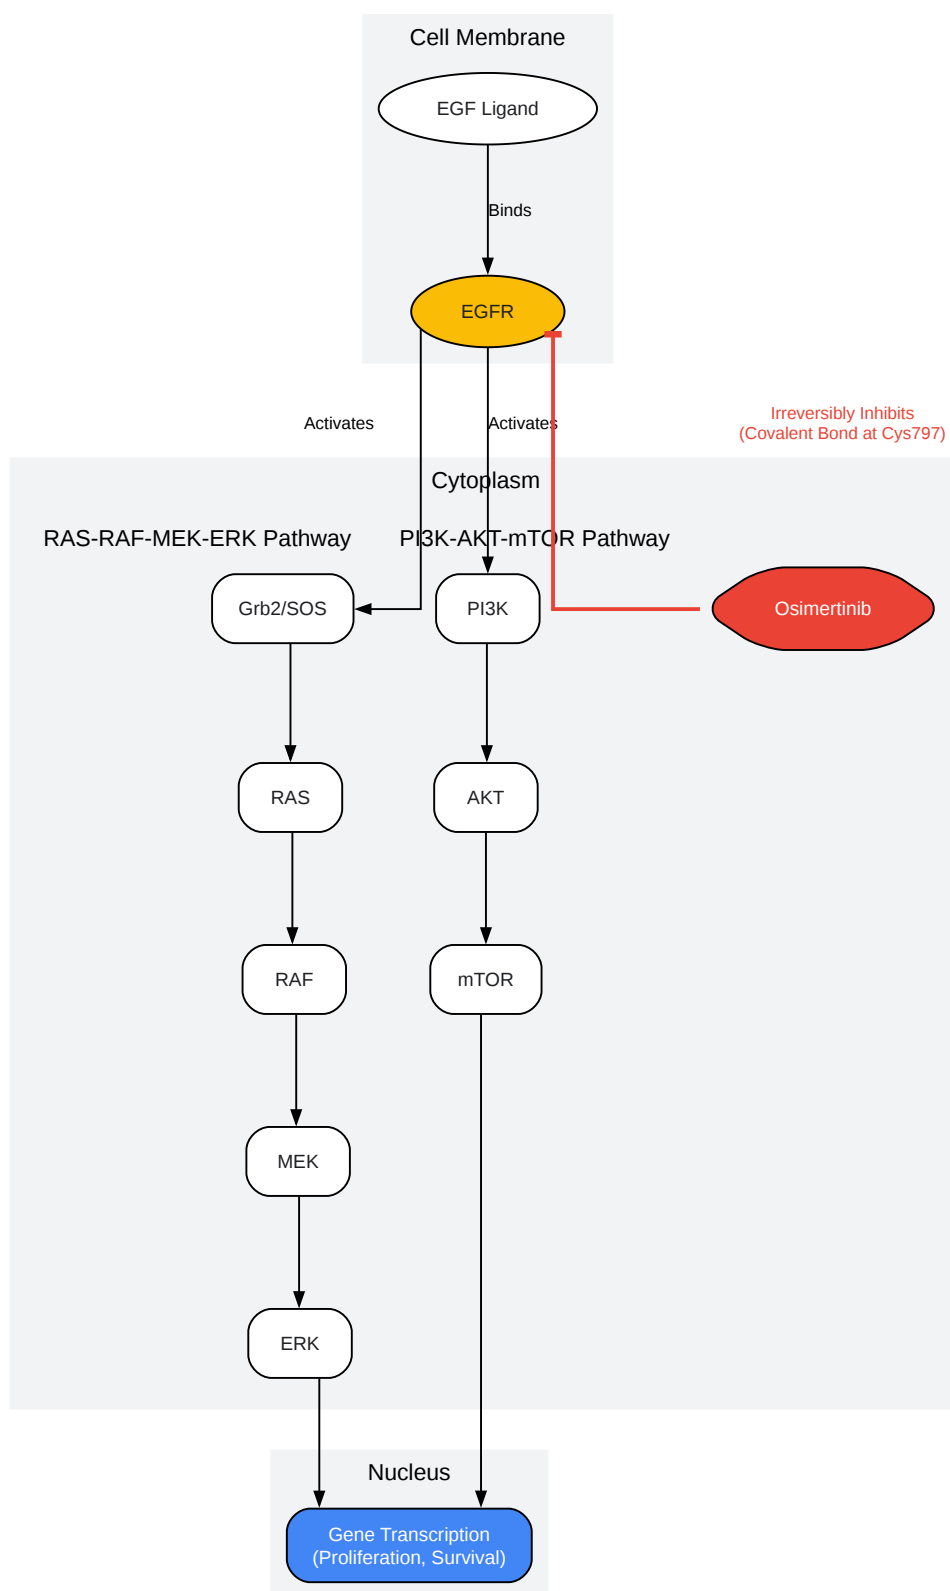 Cell Membrane
EGF Ligand
Binds
EGFR
Activates
Activates
Irreversibly Inhibits
(Covalent Bond at Cys797)
Cytoplasm
RAS-RAF-MEK-ERK Pathway
PI3K-AKT-mTOR Pathway
Grb2/SOS
PI3K
Osimertinib
RAS
AKT
RAF
mTOR
MEK
ERK
Nucleus
Gene Transcription
(Proliferation, Survival)